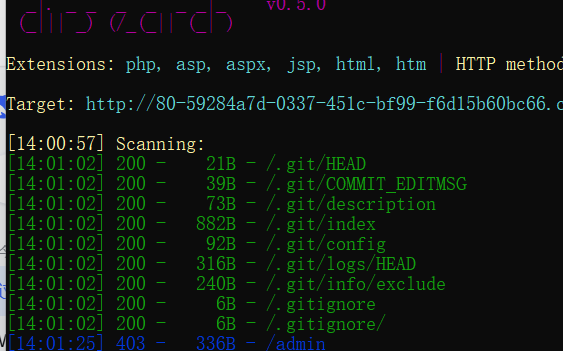 v0.5.0
Extensions: php, asp, aspx, jsp, html, htm | HTTP method
Target: http://80-59284a7d-0337-451c-bf99-f6d15b60bc66.c
[14:00:57] Scanning:
[14:01:02] 200 -    21B - /.git/HEAD
[14:01:02] 200 -    39B - /.git/COMMIT_EDITMSG
[14:01:02] 200 -    73B - /.git/description
[14:01:02] 200 -   882B - /.git/index
[14:01:02] 200 -    92B - /.git/config
[14:01:02] 200 -   316B - /.git/logs/HEAD
[14:01:02] 200 -   240B - /.git/info/exclude
[14:01:02] 200 -     6B - /.gitignore
[14:01:02] 200 -     6B - /.gitignore/
[14:01:25] 403 -   336B - /admin